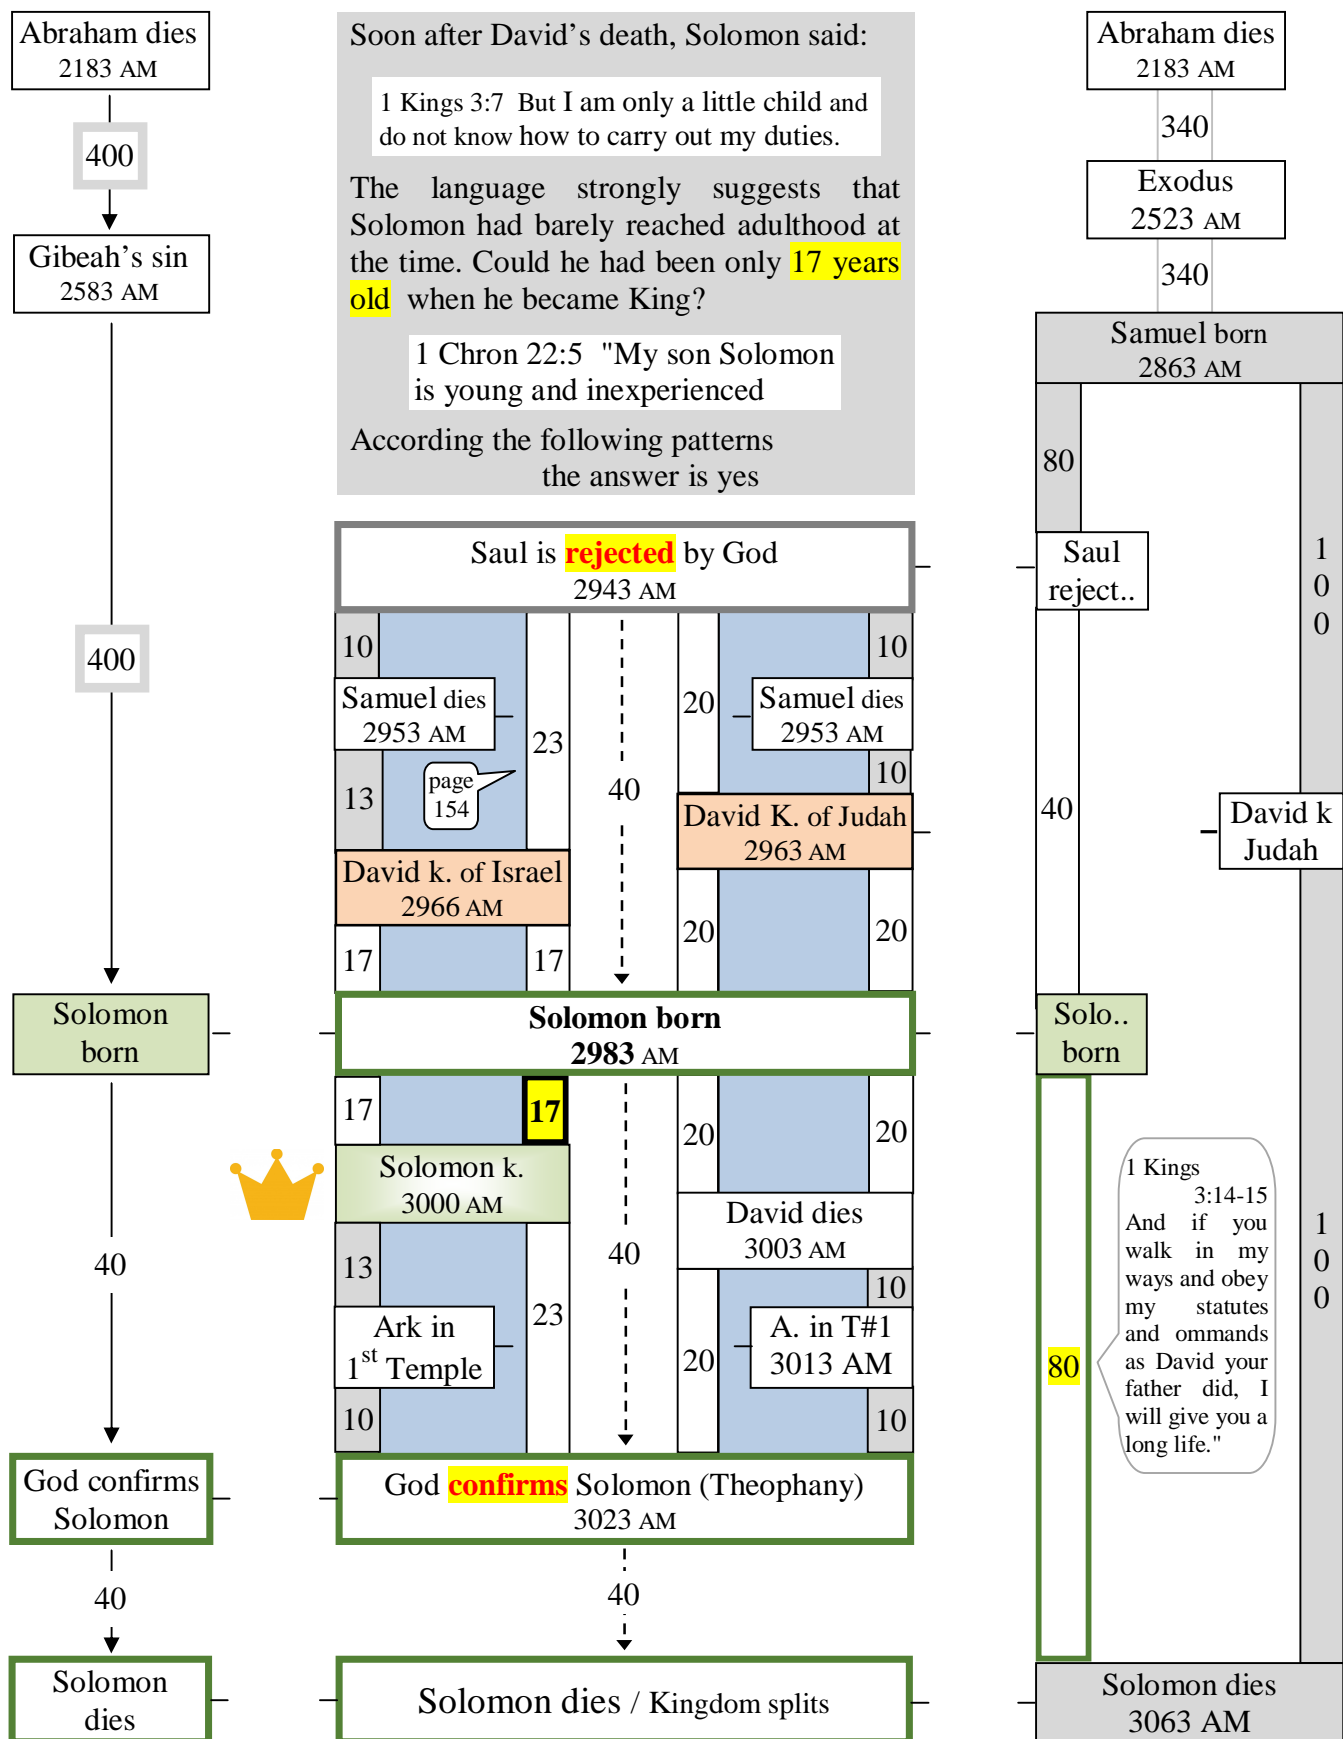 Abraham dies
2183 AM
400
Gibeah's sin
2583 AM
400
Solomon
born
40
God confirms
Solomon
40
Solomon
dies
Soon after David's death, Solomon said:
1 Kings 3:7 But I am only a little child and
do not know how to carry out my duties.
The language strongly suggests that
Solomon had barely reached adulthood at
the time. Could he had been only 17 years
old when he became King?
1 Chron 22:5 "My son Solomon
is young and inexperienced
According the following patterns
the answer is yes
Saul is rejected by God
2943 AM
10
Samuel dies
2953 AM
13
23
page
154
David k. of Israel
2966 AM
17
17
40
20
10
Samuel dies
2953 AM
10
David K. of Judah
2963 AM
20
20
Solomon born
2983 AM
17
17
Solomon k.
3000 AM
13
23
Ark in
1st Temple
10
40
20
20
David dies
3003 AM
10
20
A. in T#1
3013 AM
10
God confirms Solomon (Theophany)
3023 AM
40
Solomon dies / Kingdom splits
Abraham dies
2183 AM
340
Exodus
2523 AM
340
Samuel born
2863 AM
80
Saul
reject..
40
Solo..
born
80
1
0
0
David k
Judah
1
0
0
1 Kings
3:14-15
And if you
walk in my
ways and obey
my statutes
and ommands
as David your
father did, I
will give you a
long life."
Solomon dies
3063 AM